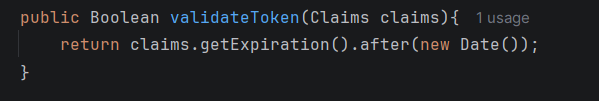 public Boolean validateToken(Claims claims){ 1 usage
    return claims.getExpiration().after(new Date());
}